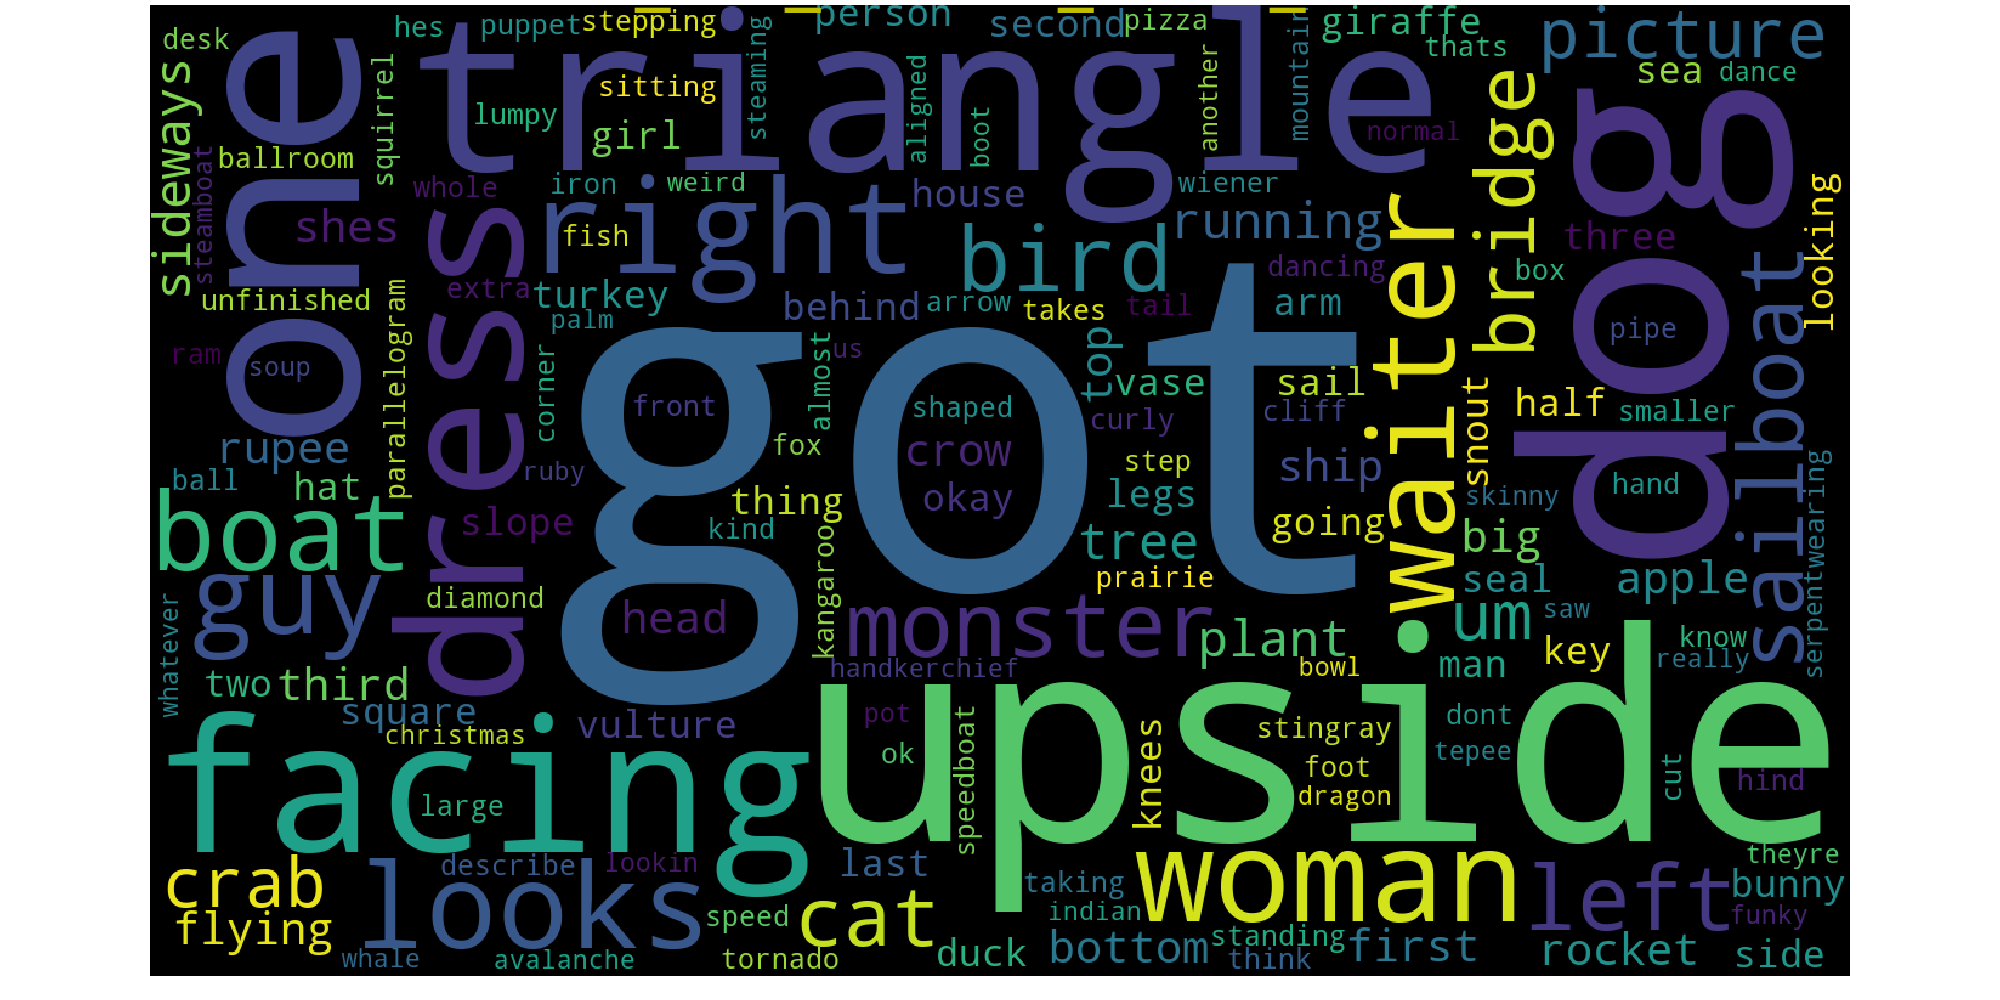 desk
hes
puppet
stepping
person
second
pizza
mountain
giraffe
thats
picture
sea
dance
sideways
one
squirrel
triangle
sitting
lumpy
girl
steaming
aligned
boot
another
normal
bridge
dog
looking
ballroom
steamboat
shes
whole
dress
iron
weird
right
fish
house
bird
wiener
running
waiter
three
sailboat
unfinished
extra
turkey
palm
behind
arrow
takes
tail
dancing
arm
box
pipe
ram
soup
parallelogram
corner
got
front
almost
us
shaped
top
vase
curly
sail
cliff
snout
half
smaller
rupee
ball
hat
ruby
fox
crow
step
ship
skinny
hand
serpentwearing
boat
slope
thing
kind
okay
legs
tree
going
big
guy
diamond
head
kangaroo
prairie
seal
apple
monster
plant
um
saw
whatever
handkerchief
bowl
man
key
know
really
two
third
square
christmas
vulture
pot
ok
speedboat
upside
knees
stingray
foot
dragon
dont
tepee
cut
hind
facing
large
crab
flying
looks
describe
lookin
last
woman
left
theyre
bunny
funky
speed
cat
taking
indian
whale
avalanche
tornado
duck
bottom
standing
think
first
rocket
side